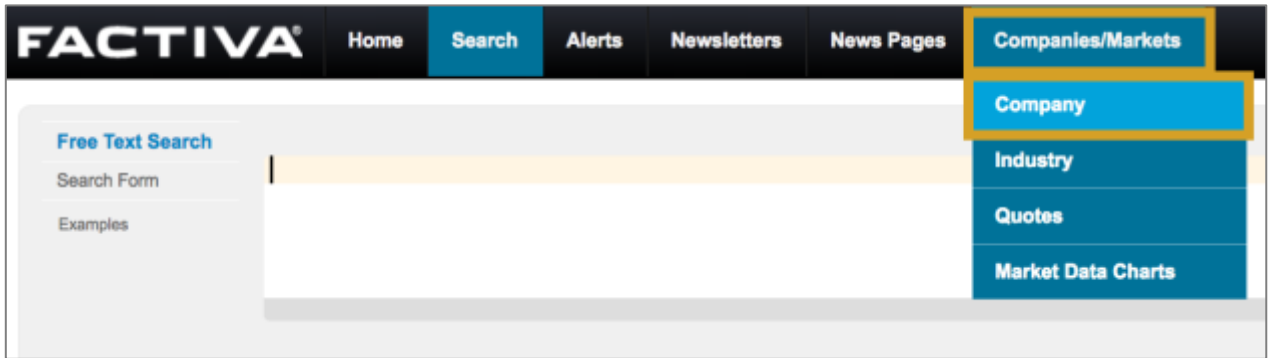 FACTIVA® Home Search Alerts Newsletters News Pages Companies/Markets
Company
Industry
Quotes
Market Data Charts
Free Text Search
Search Form
Examples